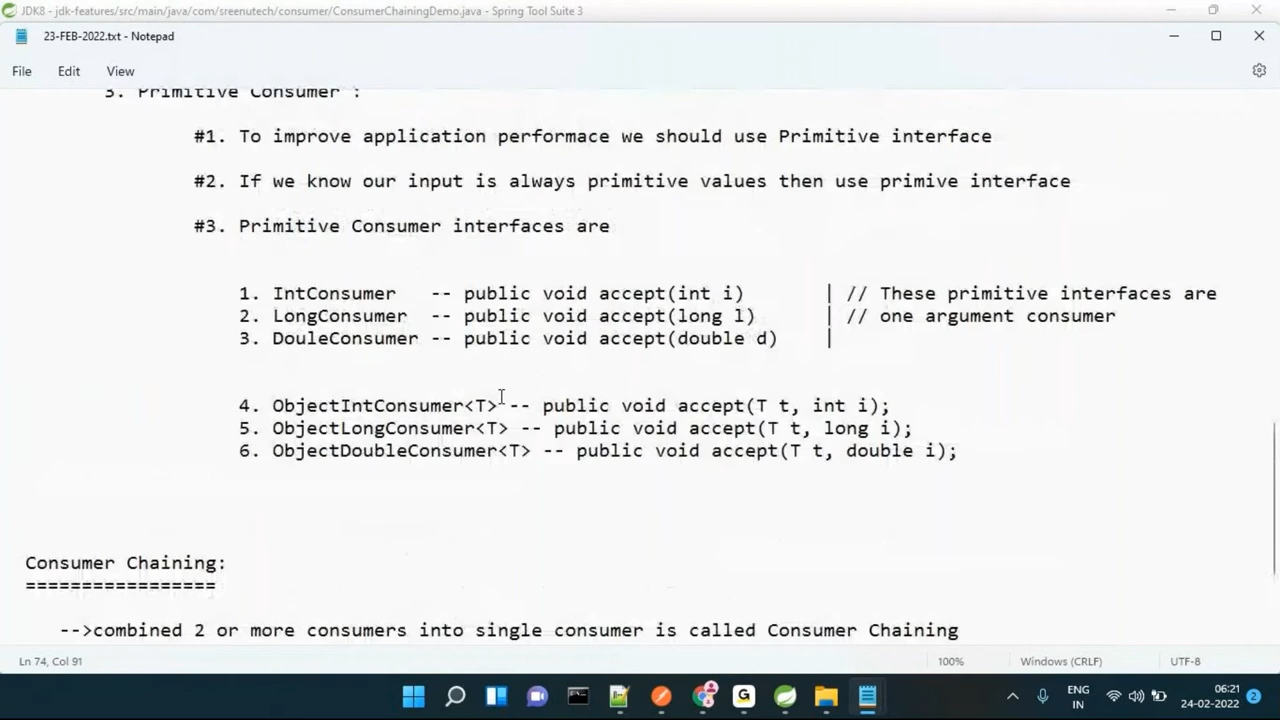 JDK8 - jdk-features/src/main/java/com/sreenutech/consumer/ConsumerChainingDemo.java - Spring Tool Suite 3
23-FEB-2022.txt - Notepad
File Edit View
3. Primitive Consumer :
#1. To improve application performace we should use Primitive interface
#2. If we know our input is always primitive values then use primive interface
#3. Primitive Consumer interfaces are
1. IntConsumer -- public void accept(int i) | // These primitive interfaces are
2. LongConsumer -- public void accept(long l) | // one argument consumer
3. DouleConsumer -- public void accept(double d) |
4. ObjectIntConsumer<T> -- public void accept(T t, int i);
5. ObjectLongConsumer<T> -- public void accept(T t, long i);
6. ObjectDoubleConsumer<T> -- public void accept(T t, double i);
Consumer Chaining:
=================
-->combined 2 or more consumers into single consumer is called Consumer Chaining
Ln 74, Col 91 100% Windows (CRLF) UTF-8
ENG 06:21
IN 24-02-2022 2